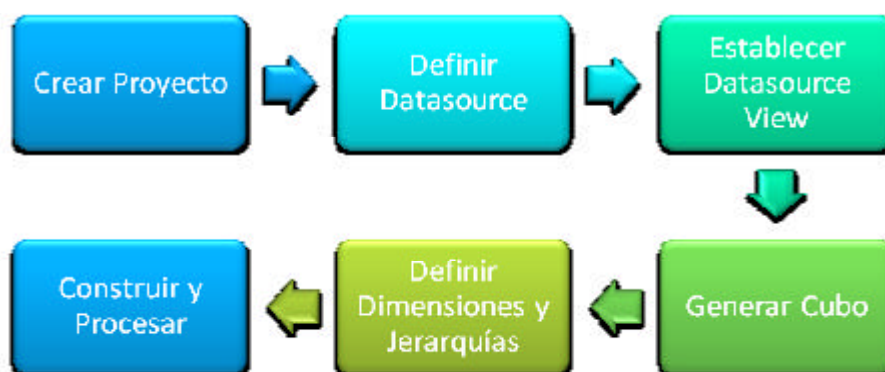 Crear Proyecto
Definir
Datasource
Establecer
Datasource
View
Generar Cubo
Definir
Dimensiones y
Jerarquías
Construir y
Procesar